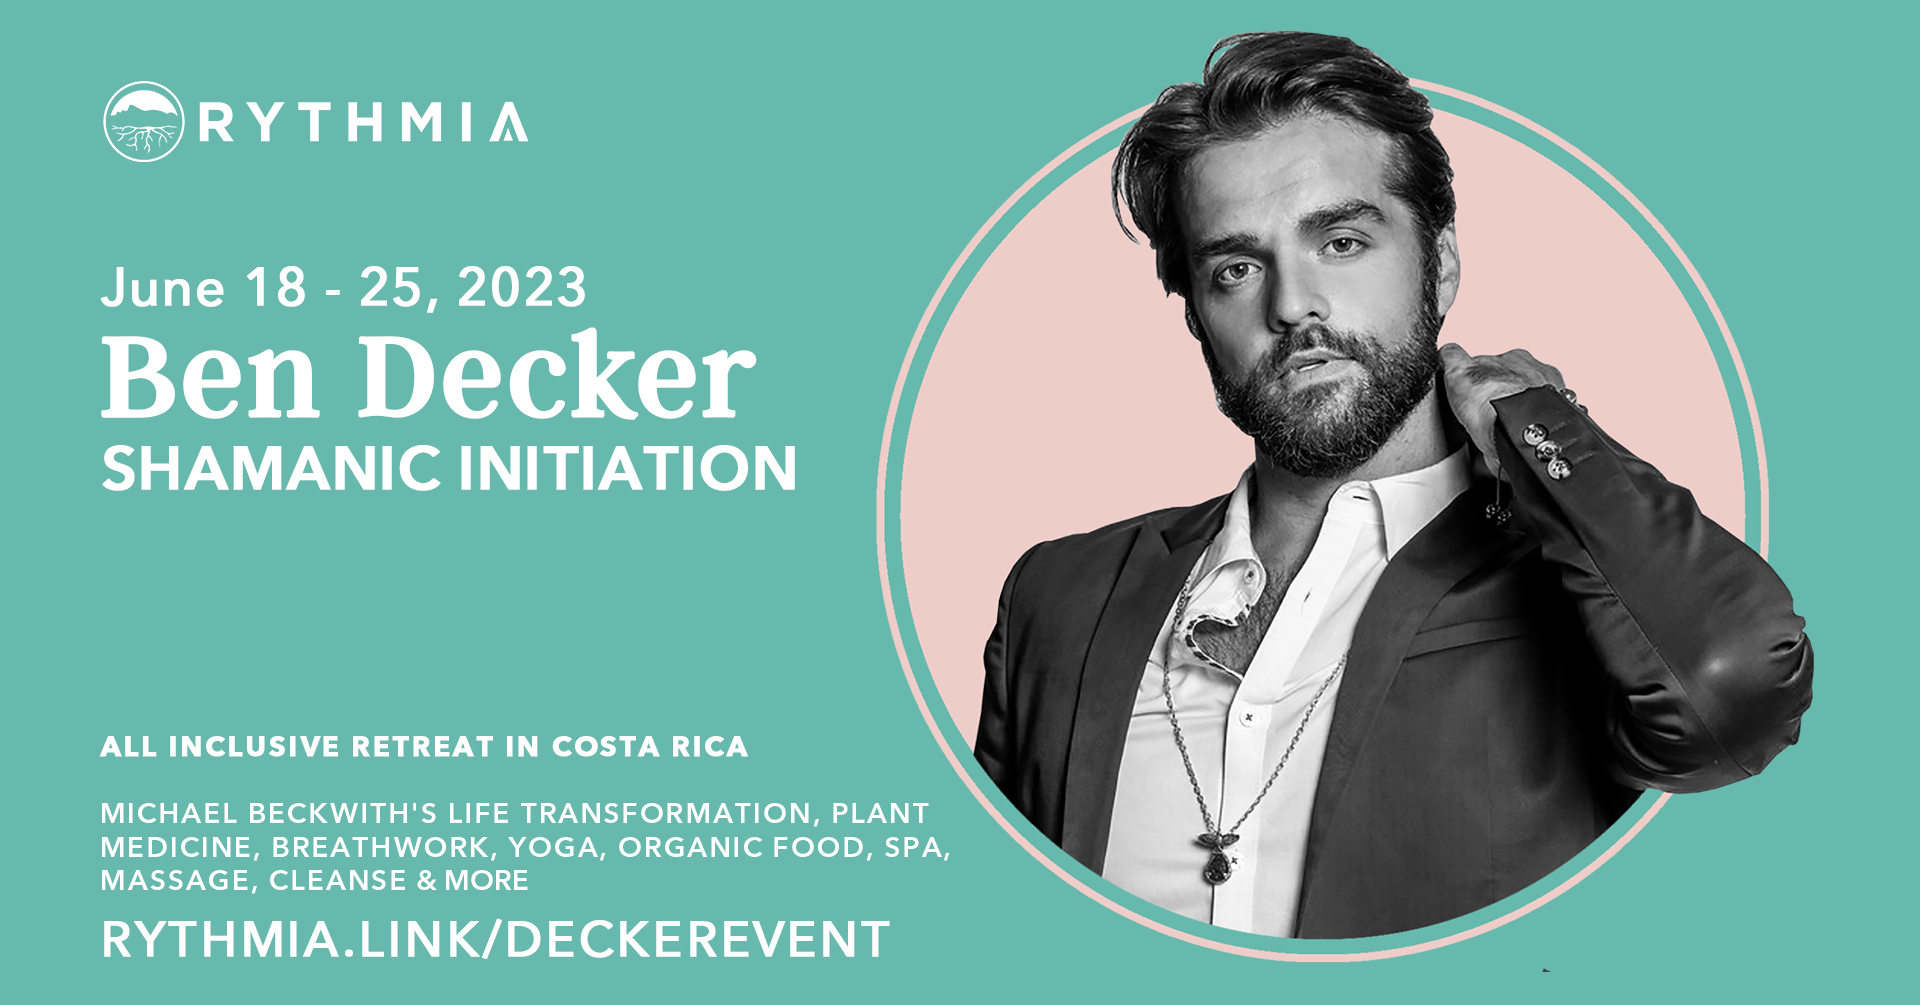 RYTHMIA
June 18 - 25, 2023
Ben Decker
SHAMANIC INITIATION
ALL INCLUSIVE RETREAT IN COSTA RICA
MICHAEL BECKWITH'S LIFE TRANSFORMATION, PLANT
MEDICINE, BREATHWORK, YOGA, ORGANIC FOOD, SPA,
MASSAGE, CLEANSE & MORE
RYTHMIA.LINK/DECKEREVENT